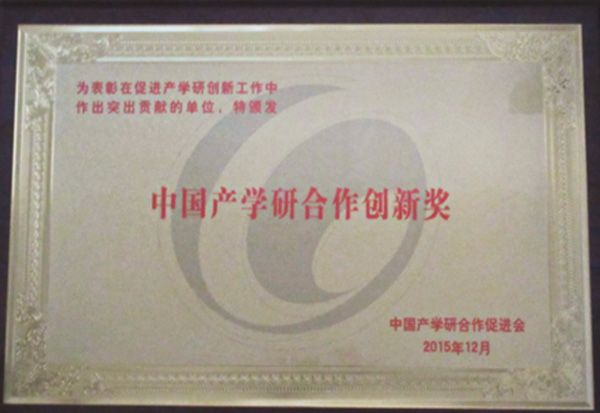 为表彰在促进产学研创新工作中
作出突出贡献的单位，特颁发
中国产学研合作创新奖
中国产学研合作促进会
2015年12月